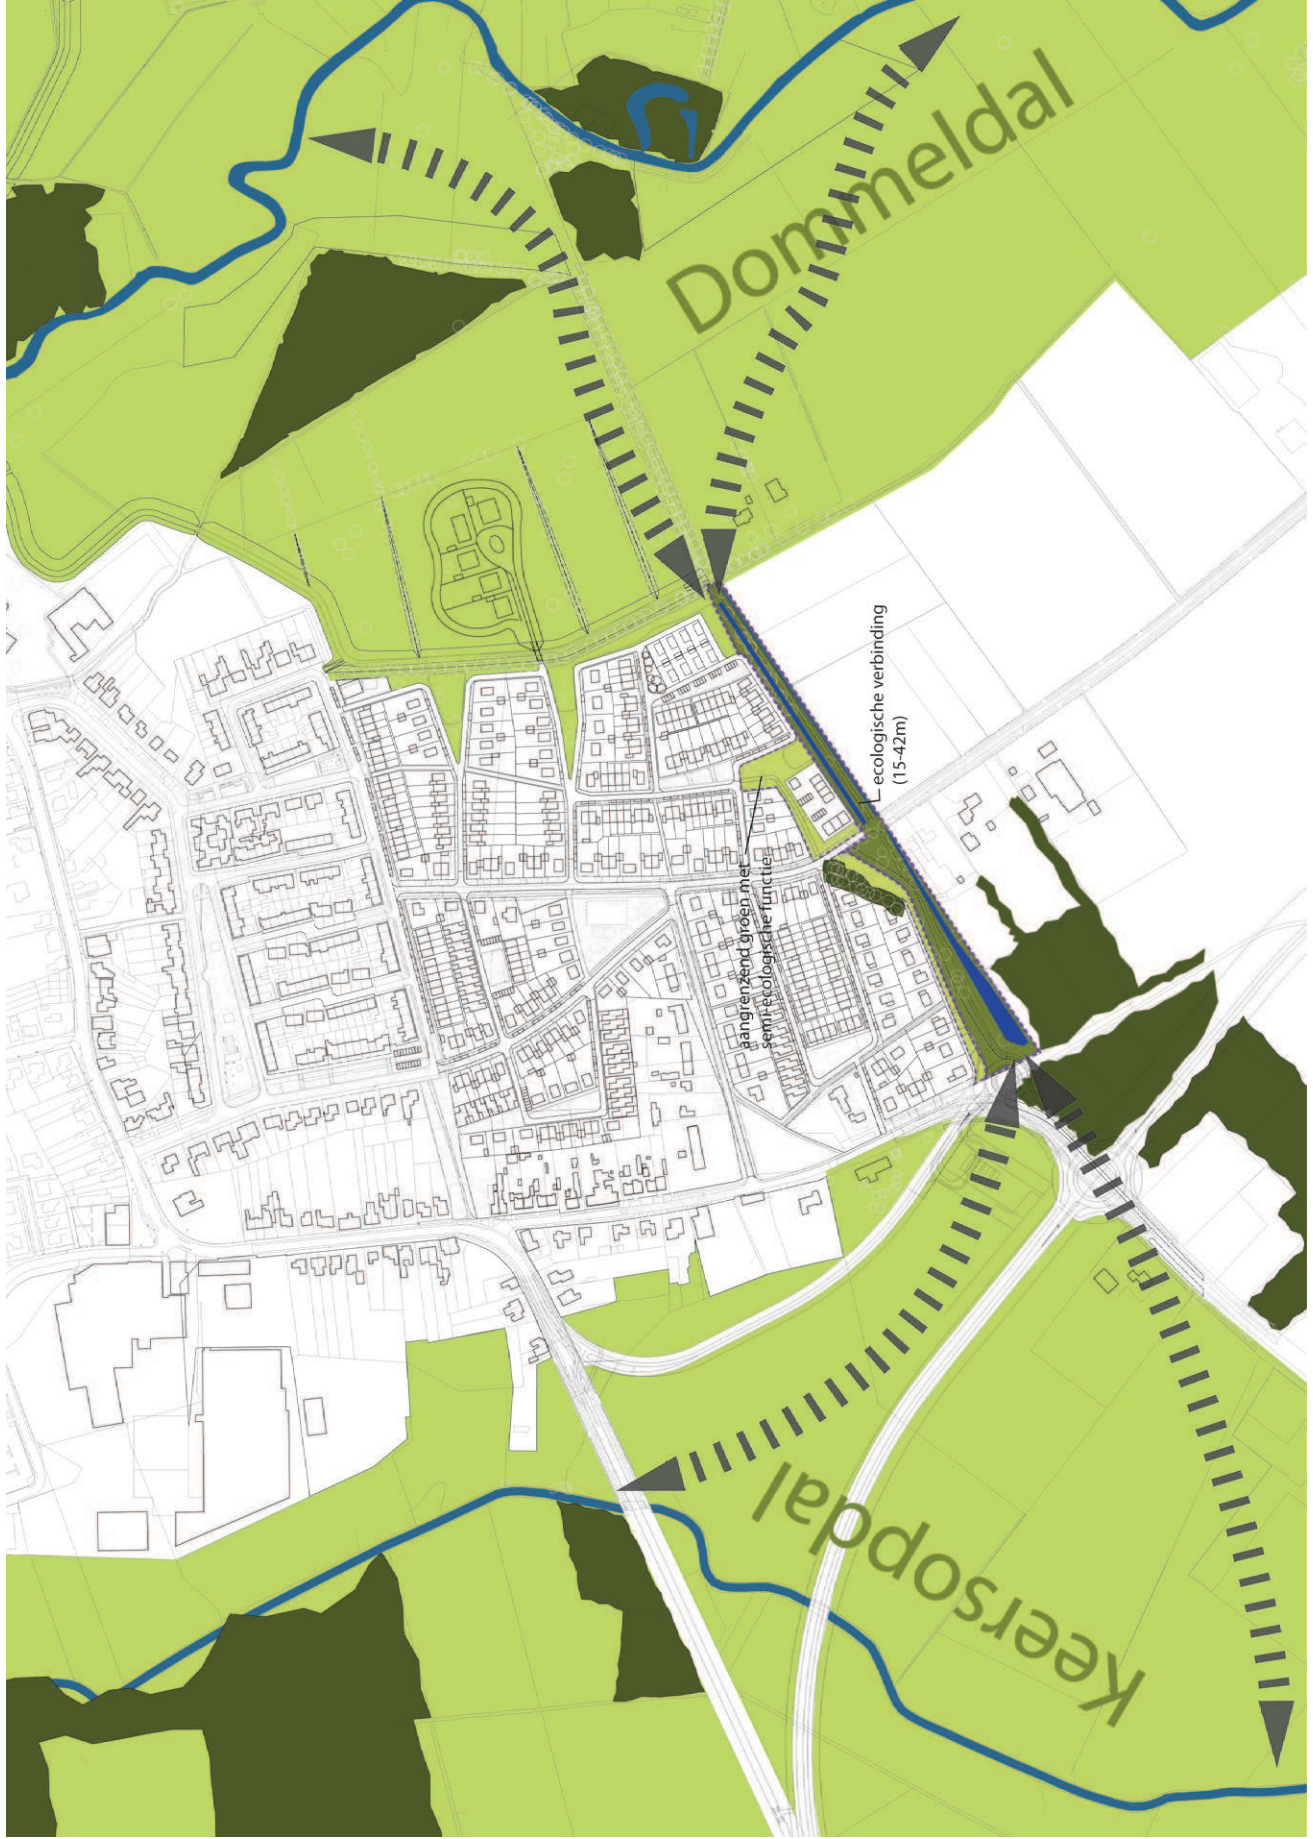 Dommeldal
ecologische verbinding
(15-42m)
aangrenzend groen met
semi-ecologische functie
Keersopdal